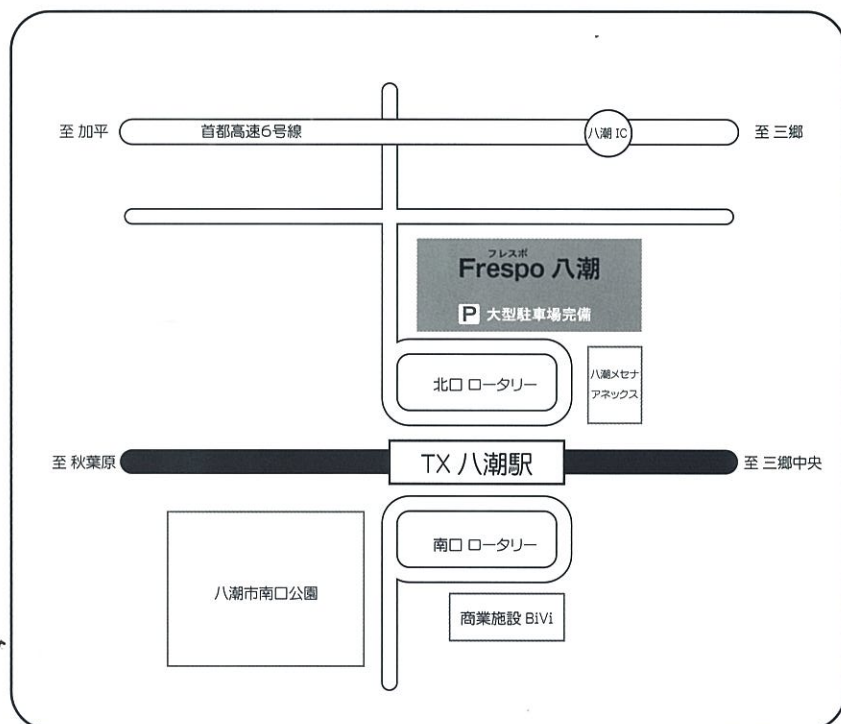 至 加平
首都高速6号線
八潮 IC
至 三郷
フレスポ
Frespo 八潮
P 大型駐車場完備
北口 ロータリー
八潮メセナ
アネックス
至 秋葉原
TX 八潮駅
至 三郷中央
南口 ロータリー
八潮市南口公園
商業施設 BiVi